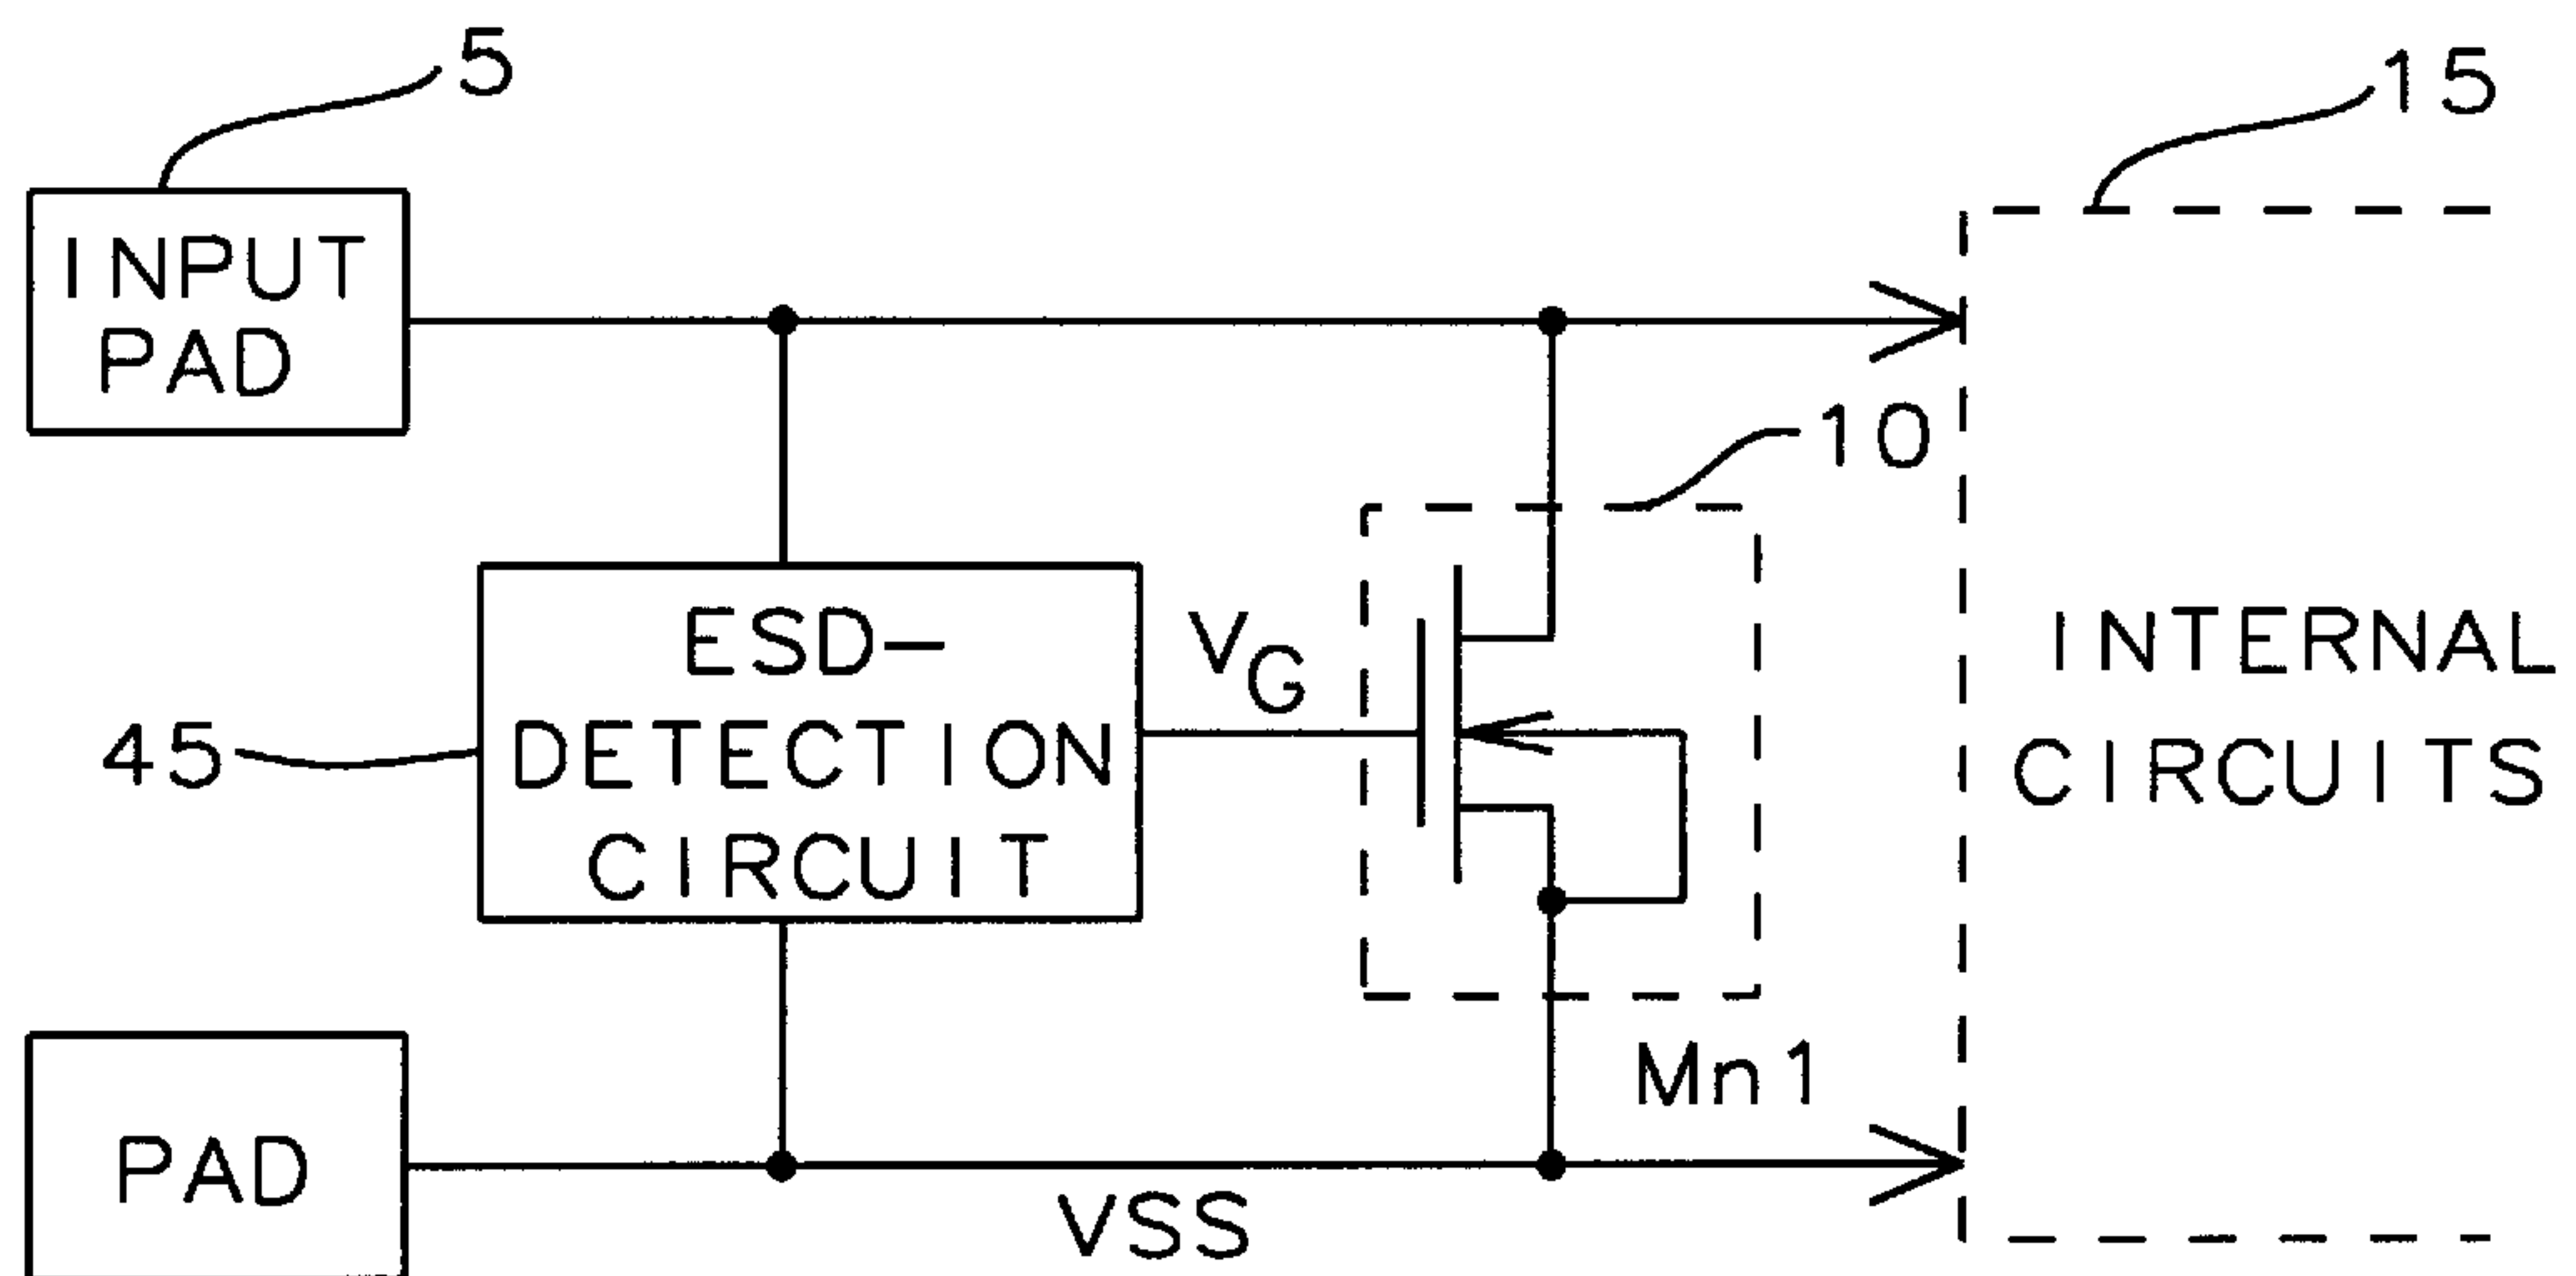 5
15
INPUT
PAD
10
ESD-
DETECTION
CIRCUIT
VG
45
INTERNAL
CIRCUITS
Mn1
PAD
VSS